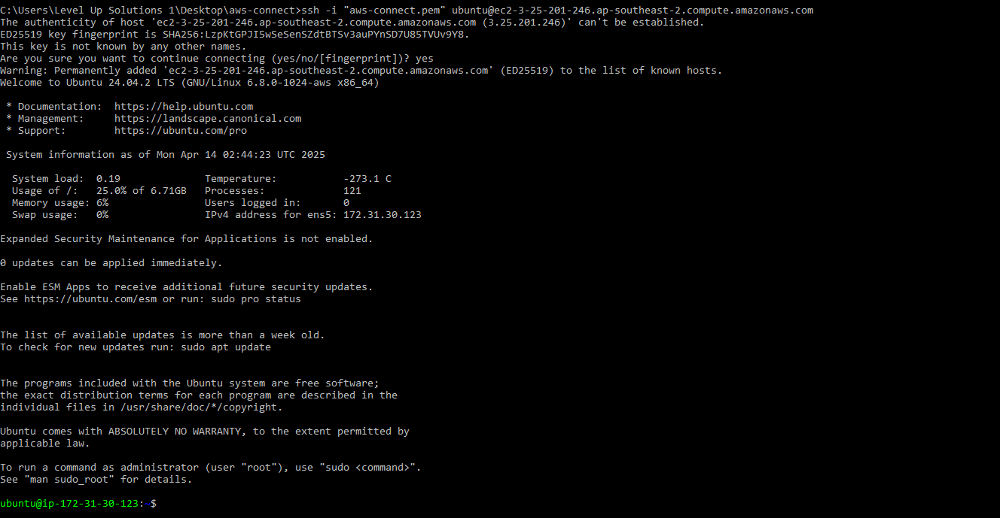 C:\Users\Level Up Solutions 1\Desktop\aws-connect>ssh -i "aws-connect.pem" ubuntu@ec2-3-25-201-246.ap-southeast-2.compute.amazonaws.com
The authenticity of host 'ec2-3-25-201-246.ap-southeast-2.compute.amazonaws.com (3.25.201.246)' can't be established.
ED25519 key fingerprint is SHA256:LzpKtGPJI5wSeSenSZdtBTSv3auPYnSD7U85TVUv9Y8.
This key is not known by any other names.
Are you sure you want to continue connecting (yes/no/[fingerprint])? yes
Warning: Permanently added 'ec2-3-25-201-246.ap-southeast-2.compute.amazonaws.com' (ED25519) to the list of known hosts.
Welcome to Ubuntu 24.04.2 LTS (GNU/Linux 6.8.0-1024-aws x86_64)

 * Documentation:  https://help.ubuntu.com
 * Management:     https://landscape.canonical.com
 * Support:        https://ubuntu.com/pro

 System information as of Mon Apr 14 02:44:23 UTC 2025

  System load:  0.19              Temperature:           -273.1 C
  Usage of /:   25.0% of 6.71GB   Processes:             121
  Memory usage: 6%                Users logged in:       0
  Swap usage:   0%                IPv4 address for ens5: 172.31.30.123

Expanded Security Maintenance for Applications is not enabled.

0 updates can be applied immediately.

Enable ESM Apps to receive additional future security updates.
See https://ubuntu.com/esm or run: sudo pro status


The list of available updates is more than a week old.
To check for new updates run: sudo apt update


The programs included with the Ubuntu system are free software;
the exact distribution terms for each program are described in the
individual files in /usr/share/doc/*/copyright.

Ubuntu comes with ABSOLUTELY NO WARRANTY, to the extent permitted by
applicable law.

To run a command as administrator (user "root"), use "sudo <command>".
See "man sudo_root" for details.

ubuntu@ip-172-31-30-123:~$